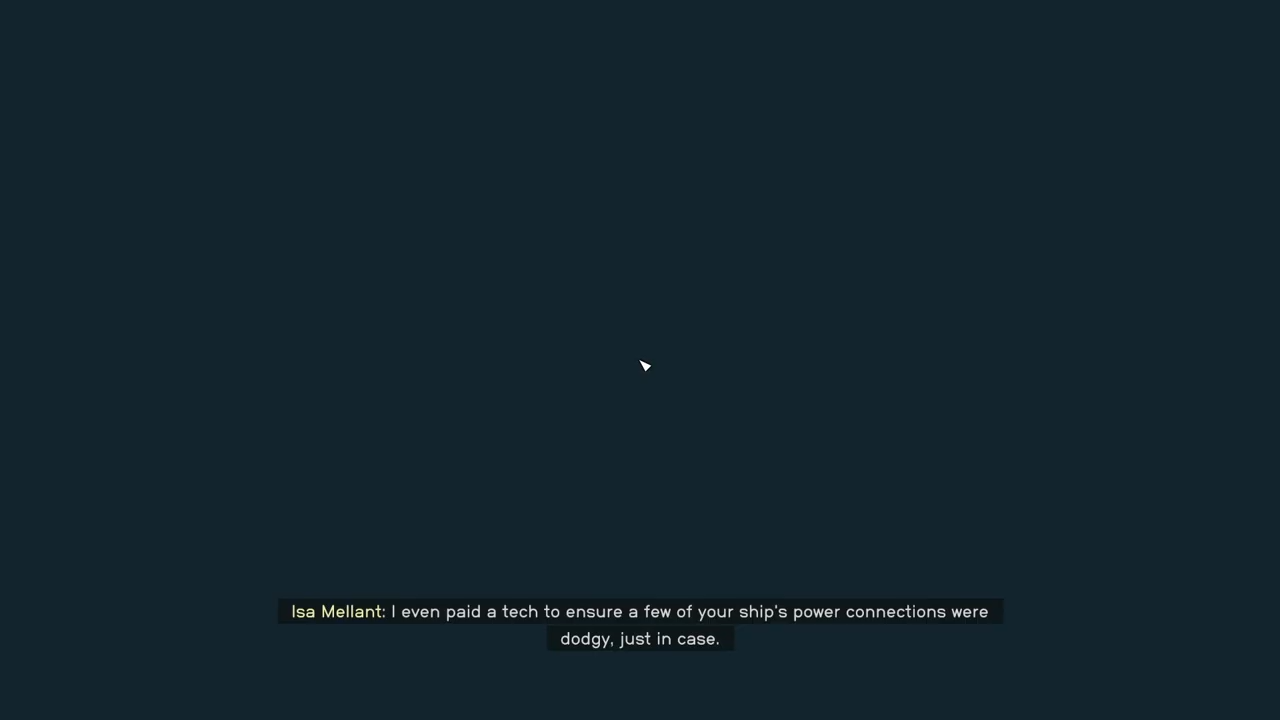 Isa Mellant: I even paid a tech to ensure a few of your ship's power connections were
dodgy, just in case.